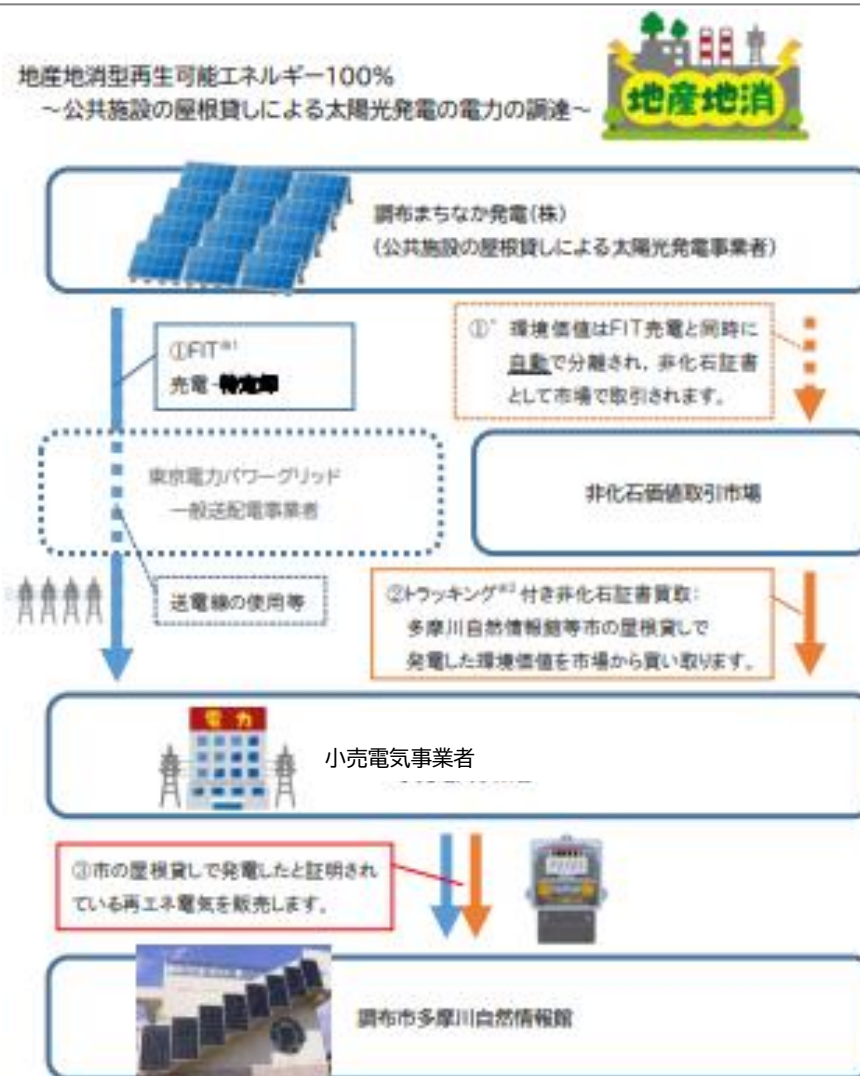 地産地消型再生可能エネルギー100%
～公共施設の屋根貸しによる太陽光発電の電力の調達～
地産地消
調布まちなか発電(株)
(公共施設の屋根貸しによる太陽光発電事業者)
①FIT※1
売電・
①’ 環境価値はFIT売電と同時に
自動で分離され,非化石証書
として市場で取引されます。
東京電力パワーグリッド
一般送配電事業者
非化石価値取引市場
送電線の使用等
②トラッキング※2付き非化石証書買取:
多摩川自然情報館等市の屋根貸しで
発電した環境価値を市場から買い取ります。
電力
小売電気事業者
③市の屋根貸しで発電したと証明され
ている再エネ電気を販売します。
調布市多摩川自然情報館